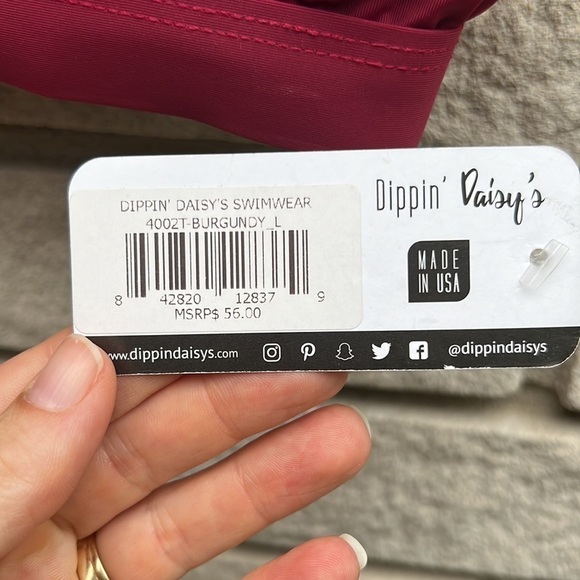 DIPPIN' DAISY'S SWIMWEAR
4002T-BURGUNDY_L
8 42820 12837 9
MSRP$ 56.00
Dippin' Daisy's
MADE
IN USA
www.dippindaisys.com @dippindaisys